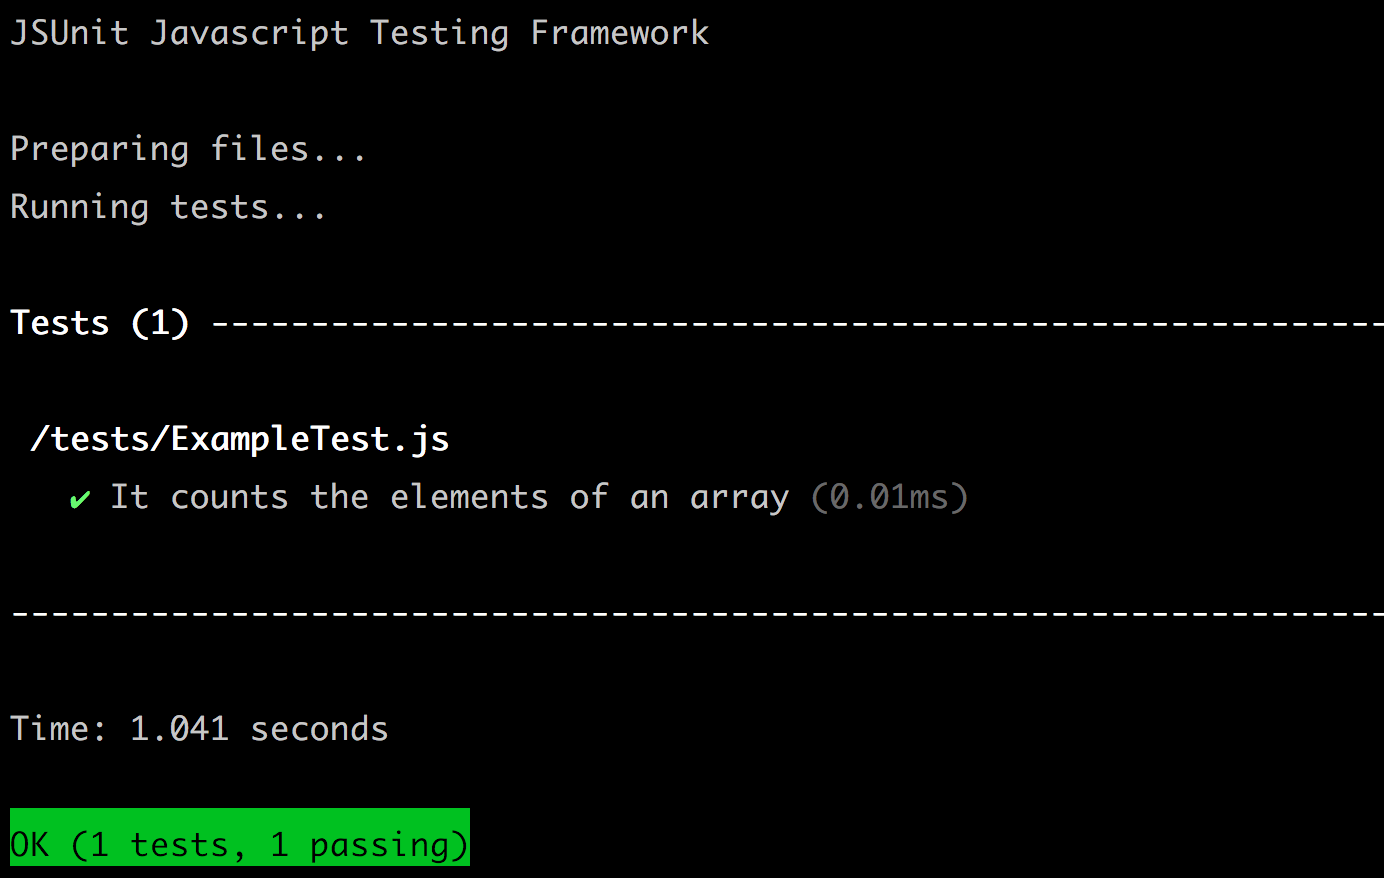 JSUnit Javascript Testing Framework
Preparing files...
Running tests...
Tests (1) -----------------------------------------------------------
/tests/ExampleTest.js
✔ It counts the elements of an array (0.01ms)
---------------------------------------------------------------------
Time: 1.041 seconds
OK (1 tests, 1 passing)